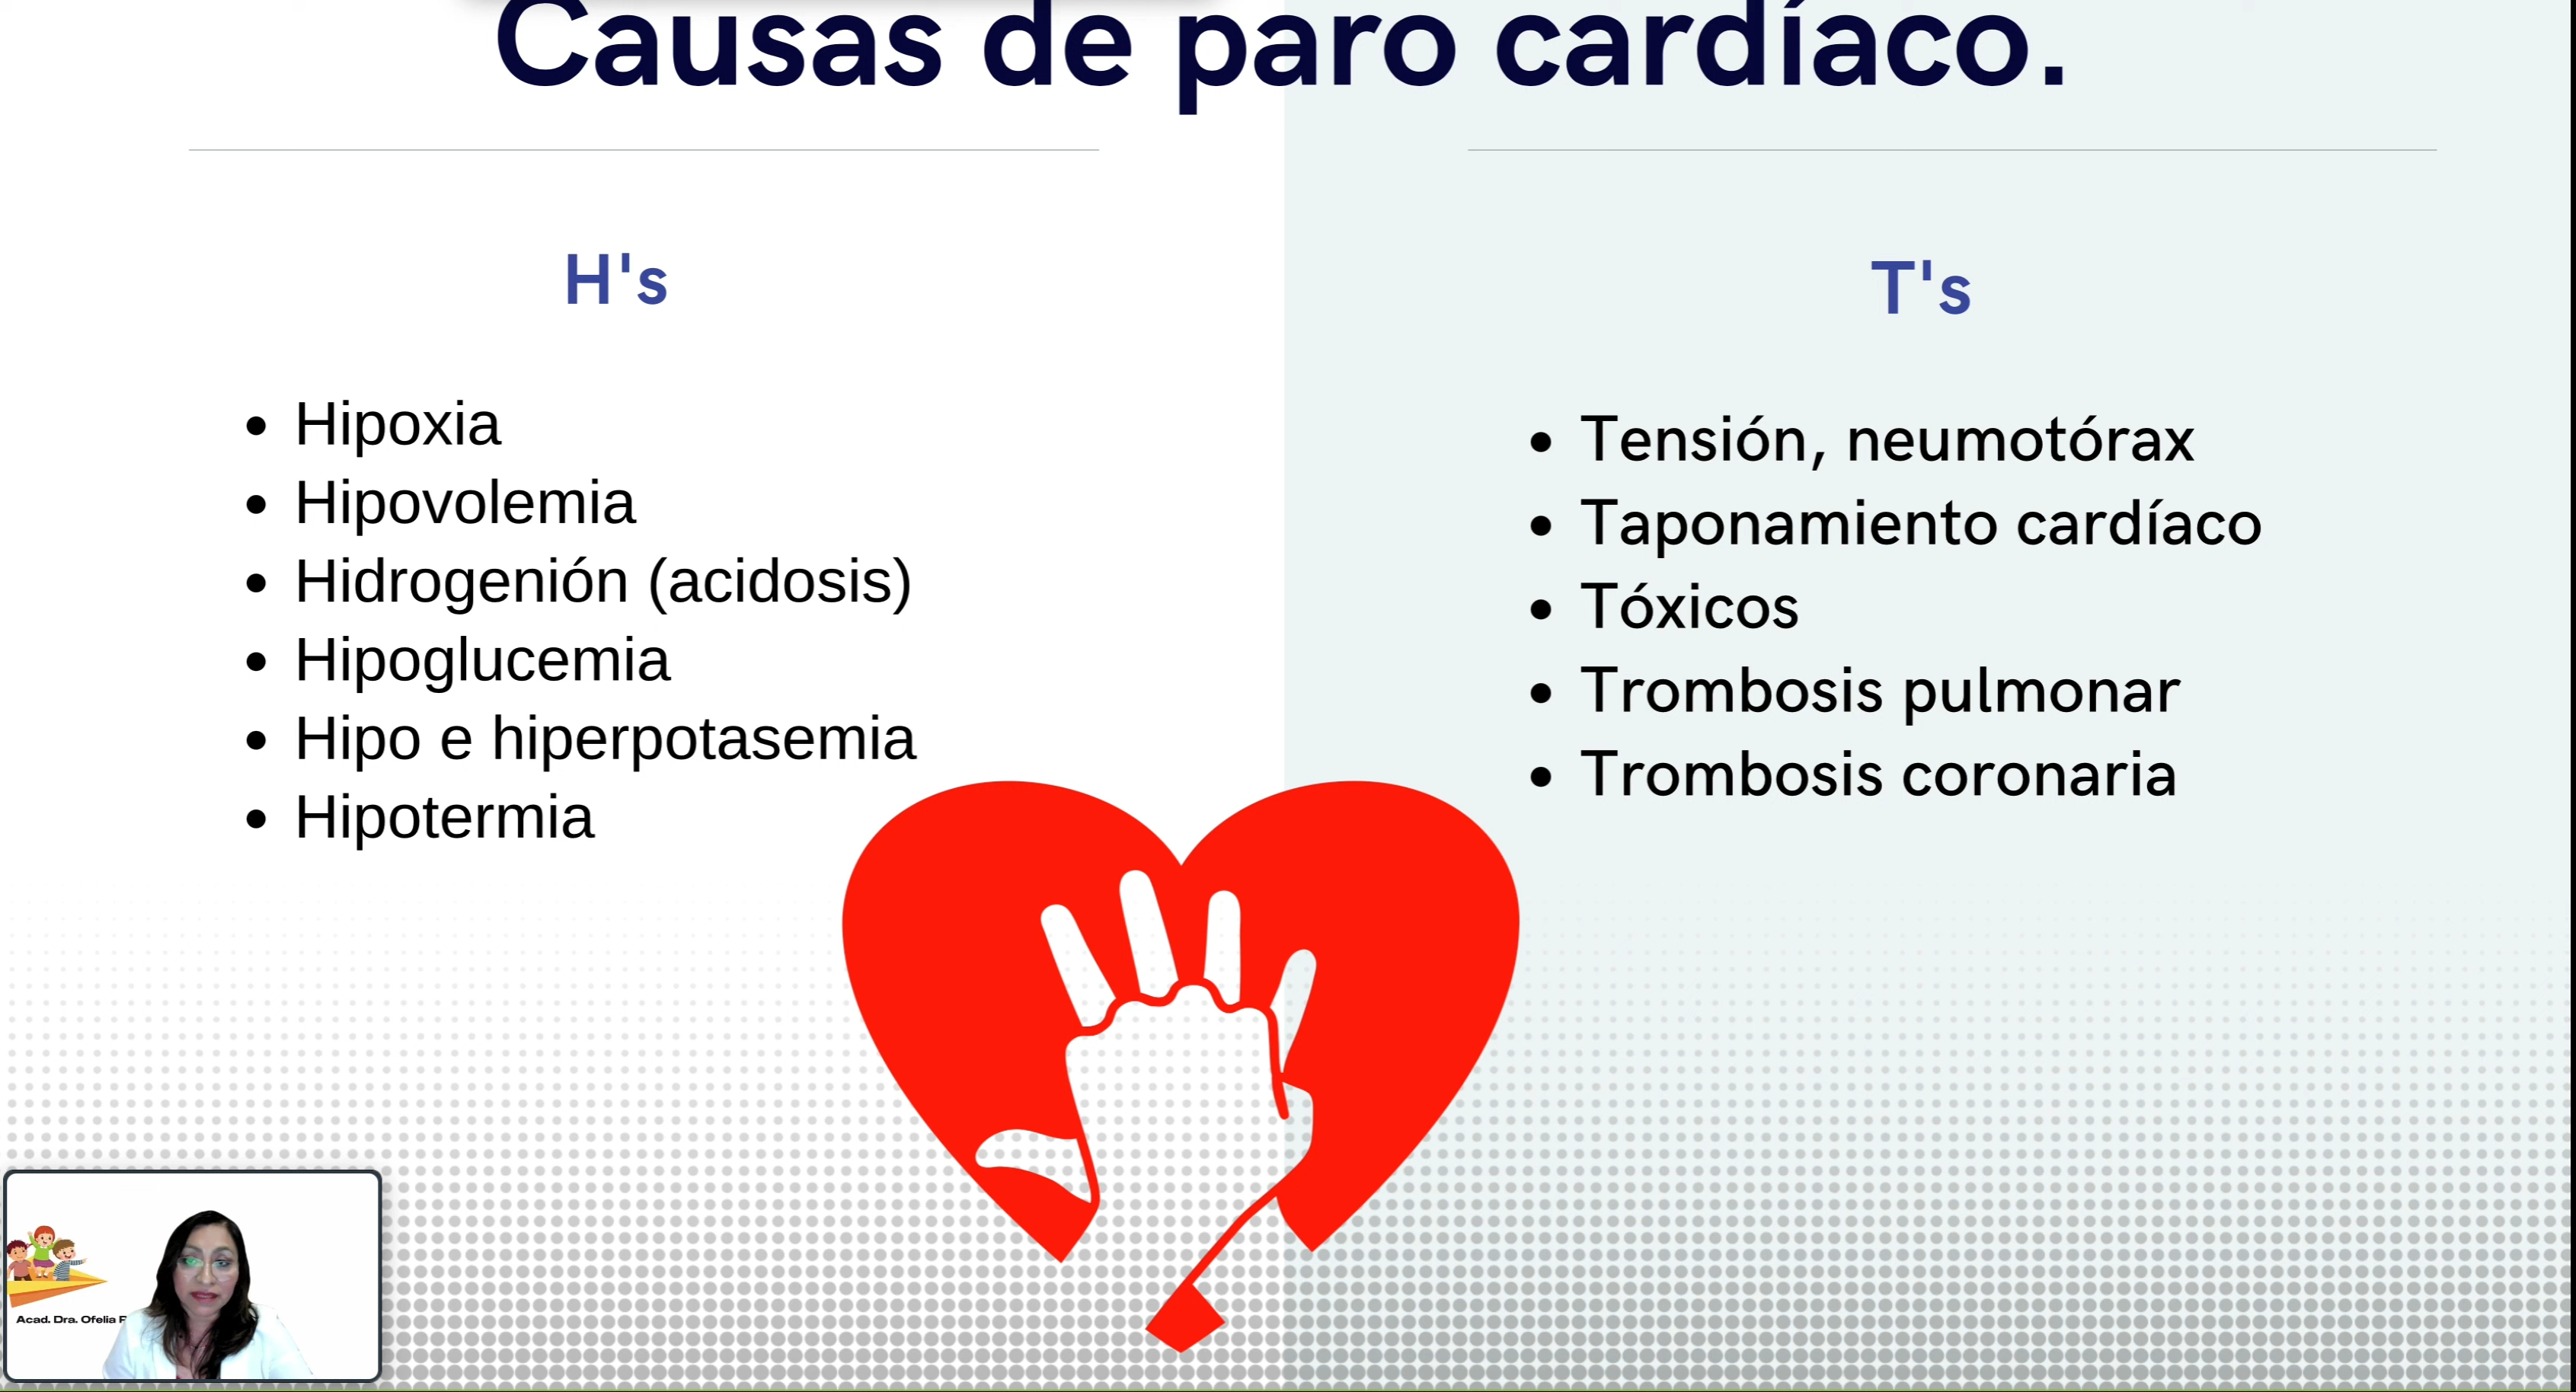 Causas de paro cardíaco.
H's
Hipoxia
Hipovolemia
Hidrogenión (acidosis)
Hipoglucemia
Hipo e hiperpotasemia
Hipotermia
T's
Tensión, neumotórax
Taponamiento cardíaco
Tóxicos
Trombosis pulmonar
Trombosis coronaria
Acad. Dra. Ofelia